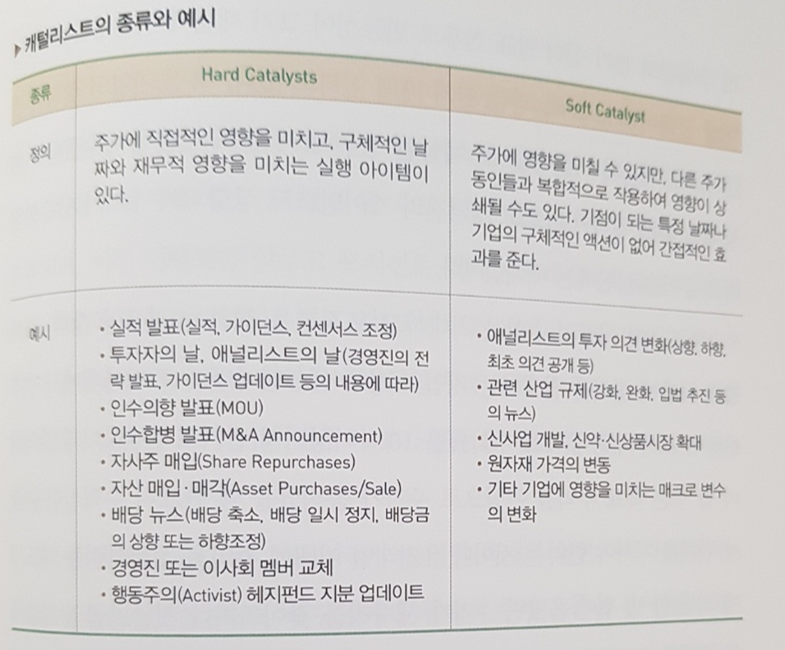 ▶캐털리스트의 종류와 예시
종류
Hard Catalysts
Soft Catalyst
정의
주가에 직접적인 영향을 미치고, 구체적인 날
짜와 재무적 영향을 미치는 실행 아이템이
있다.
주가에 영향을 미칠 수 있지만, 다른 주가
동인들과 복합적으로 작용하여 영향이 상
쇄될 수도 있다. 기점이 되는 특정 날짜나
기업의 구체적인 액션이 없어 간접적인 효
과를 준다.
예시
• 실적 발표(실적, 가이던스, 컨센서스 조정)
• 투자자의 날, 애널리스트의 날(경영진의 전
략 발표, 가이던스 업데이트 등의 내용에 따라)
• 인수의향 발표(MOU)
• 인수합병 발표(M&A Announcement)
• 자사주 매입(Share Repurchases)
• 자산 매입·매각(Asset Purchases/Sale)
• 배당 뉴스(배당 축소, 배당 일시 정지, 배당금
의 상향 또는 하향조정)
• 경영진 또는 이사회 멤버 교체
• 행동주의(Activist) 헤지펀드 지분 업데이트
• 애널리스트의 투자 의견 변화(상향, 하향,
최초 의견 공개 등)
• 관련 산업 규제(강화, 완화, 입법 추진 등
의 뉴스)
• 신사업 개발, 신약·신상품시장 확대
• 원자재 가격의 변동
• 기타 기업에 영향을 미치는 매크로 변수
의 변화